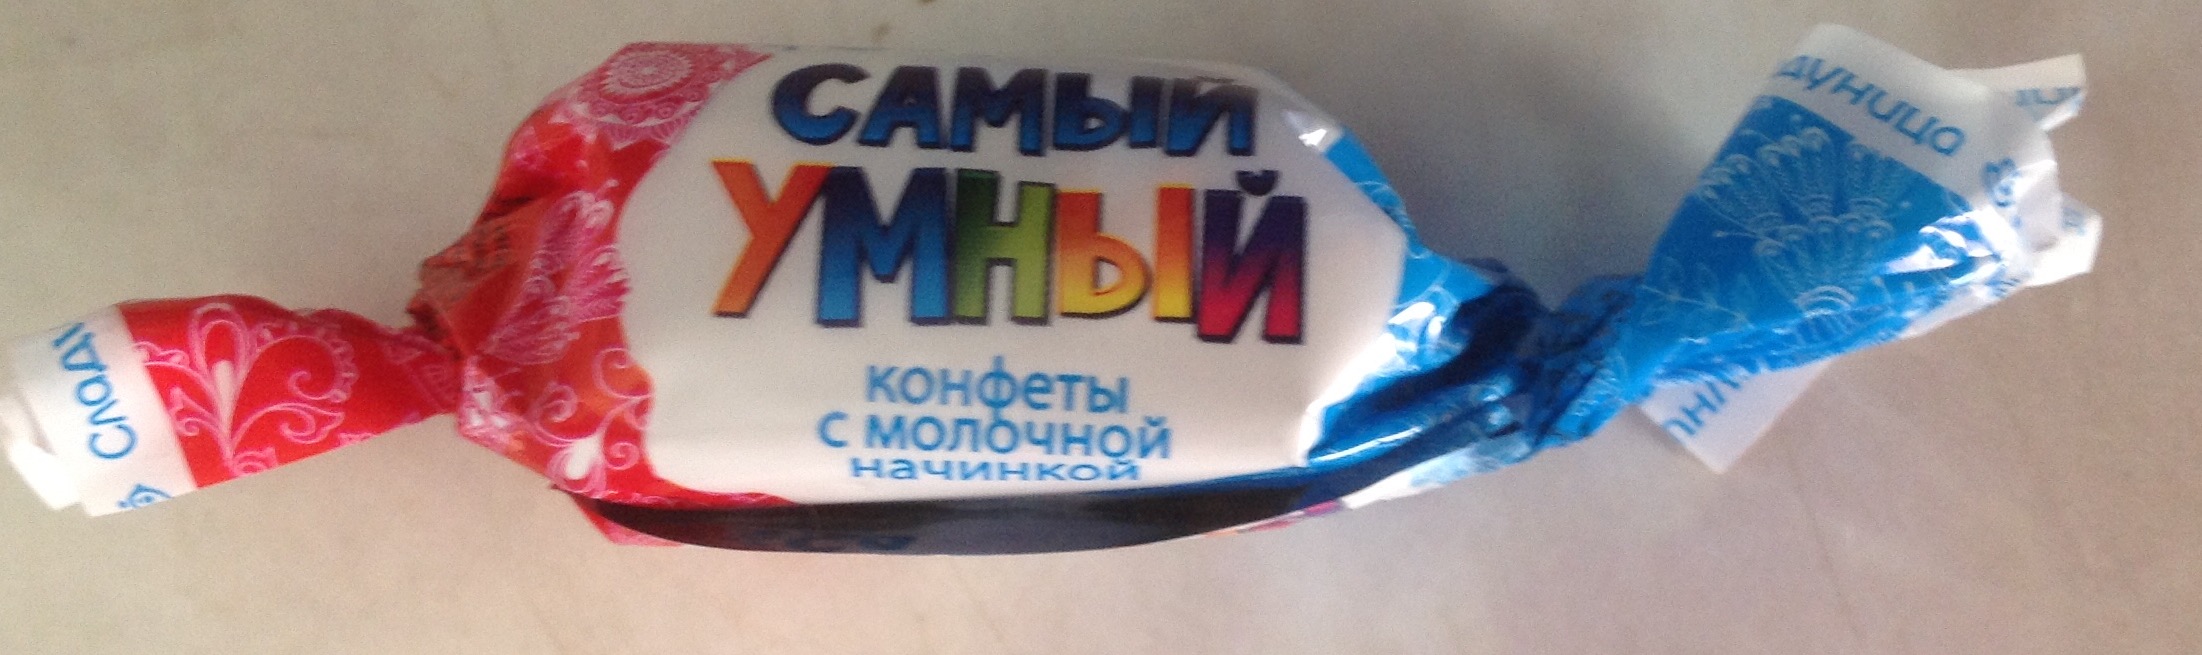 САМЫЙ
УМНЫЙ
конфеты
с молочной
начинкой